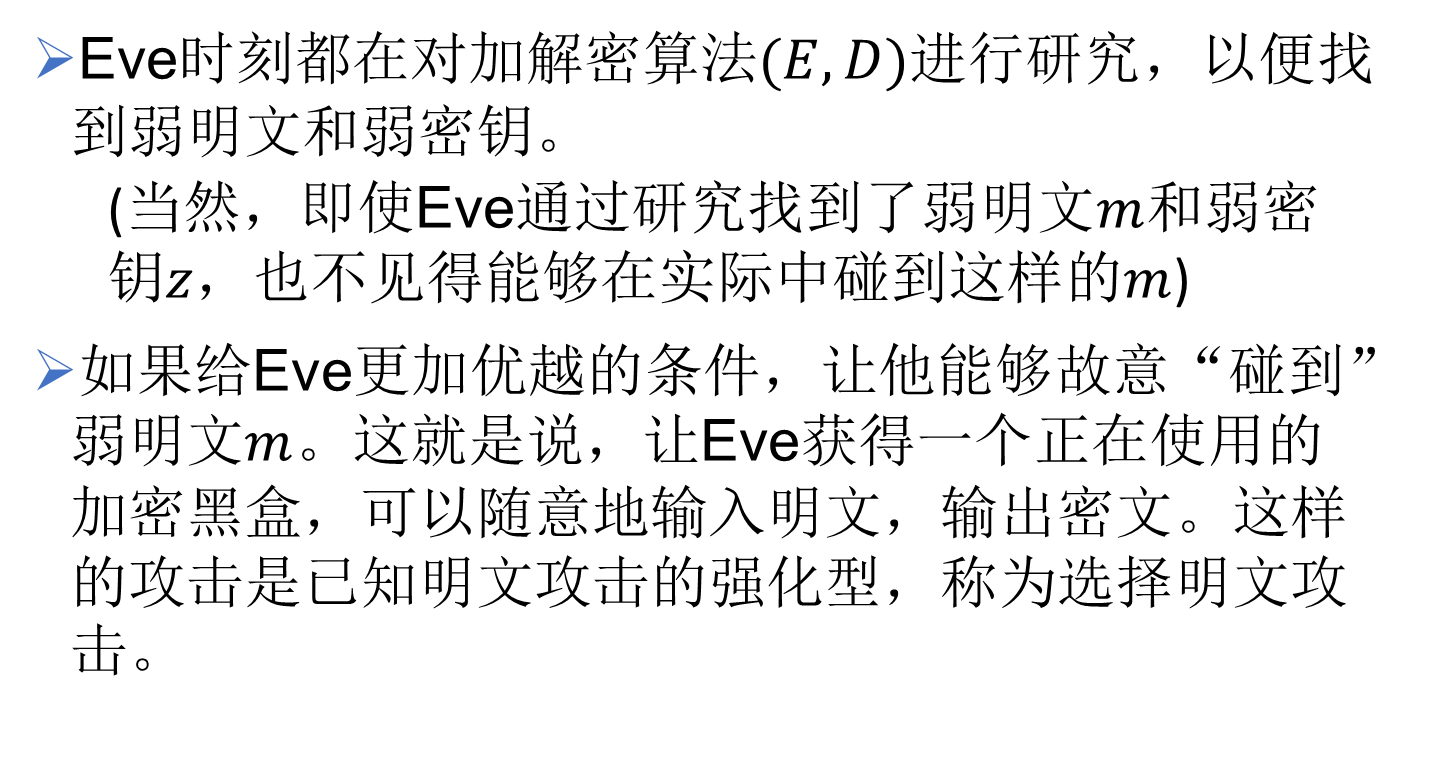 ➢Eve时刻都在对加解密算法(E, D)进行研究，以便找
到弱明文和弱密钥。
(当然，即使Eve通过研究找到了弱明文m和弱密
钥z，也不见得能够在实际中碰到这样的m)
➢如果给Eve更加优越的条件，让他能够故意“碰到”
弱明文m。这就是说，让Eve获得一个正在使用的
加密黑盒，可以随意地输入明文，输出密文。这样
的攻击是已知明文攻击的强化型，称为选择明文攻
击。